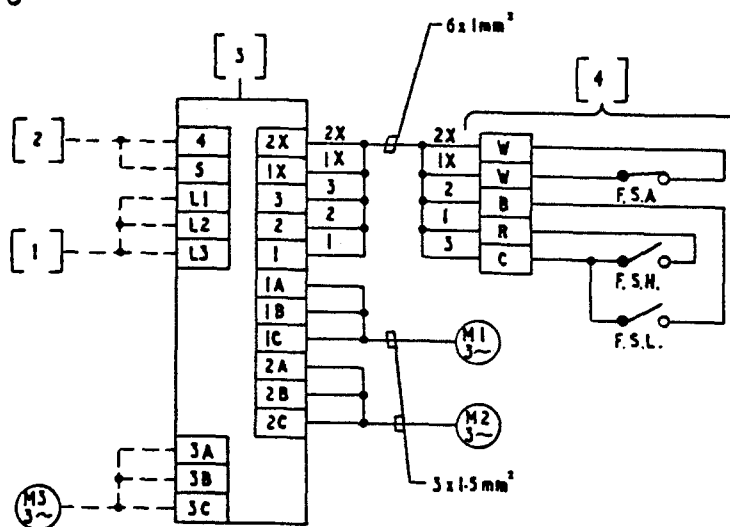 6x1mm²
[3]
[4]
[2]
4
5
L1
L2
L3
[1]
2X
1X
3
2
1
1A
1B
1C
2A
2B
2C
3A
3B
3C
2X
1X
3
2
1
2X
1X
2
1
3
W
W
B
R
C
F.S.A
F.S.H.
F.S.L.
M1
3~
M2
3~
M3
3~
3x1·5mm²